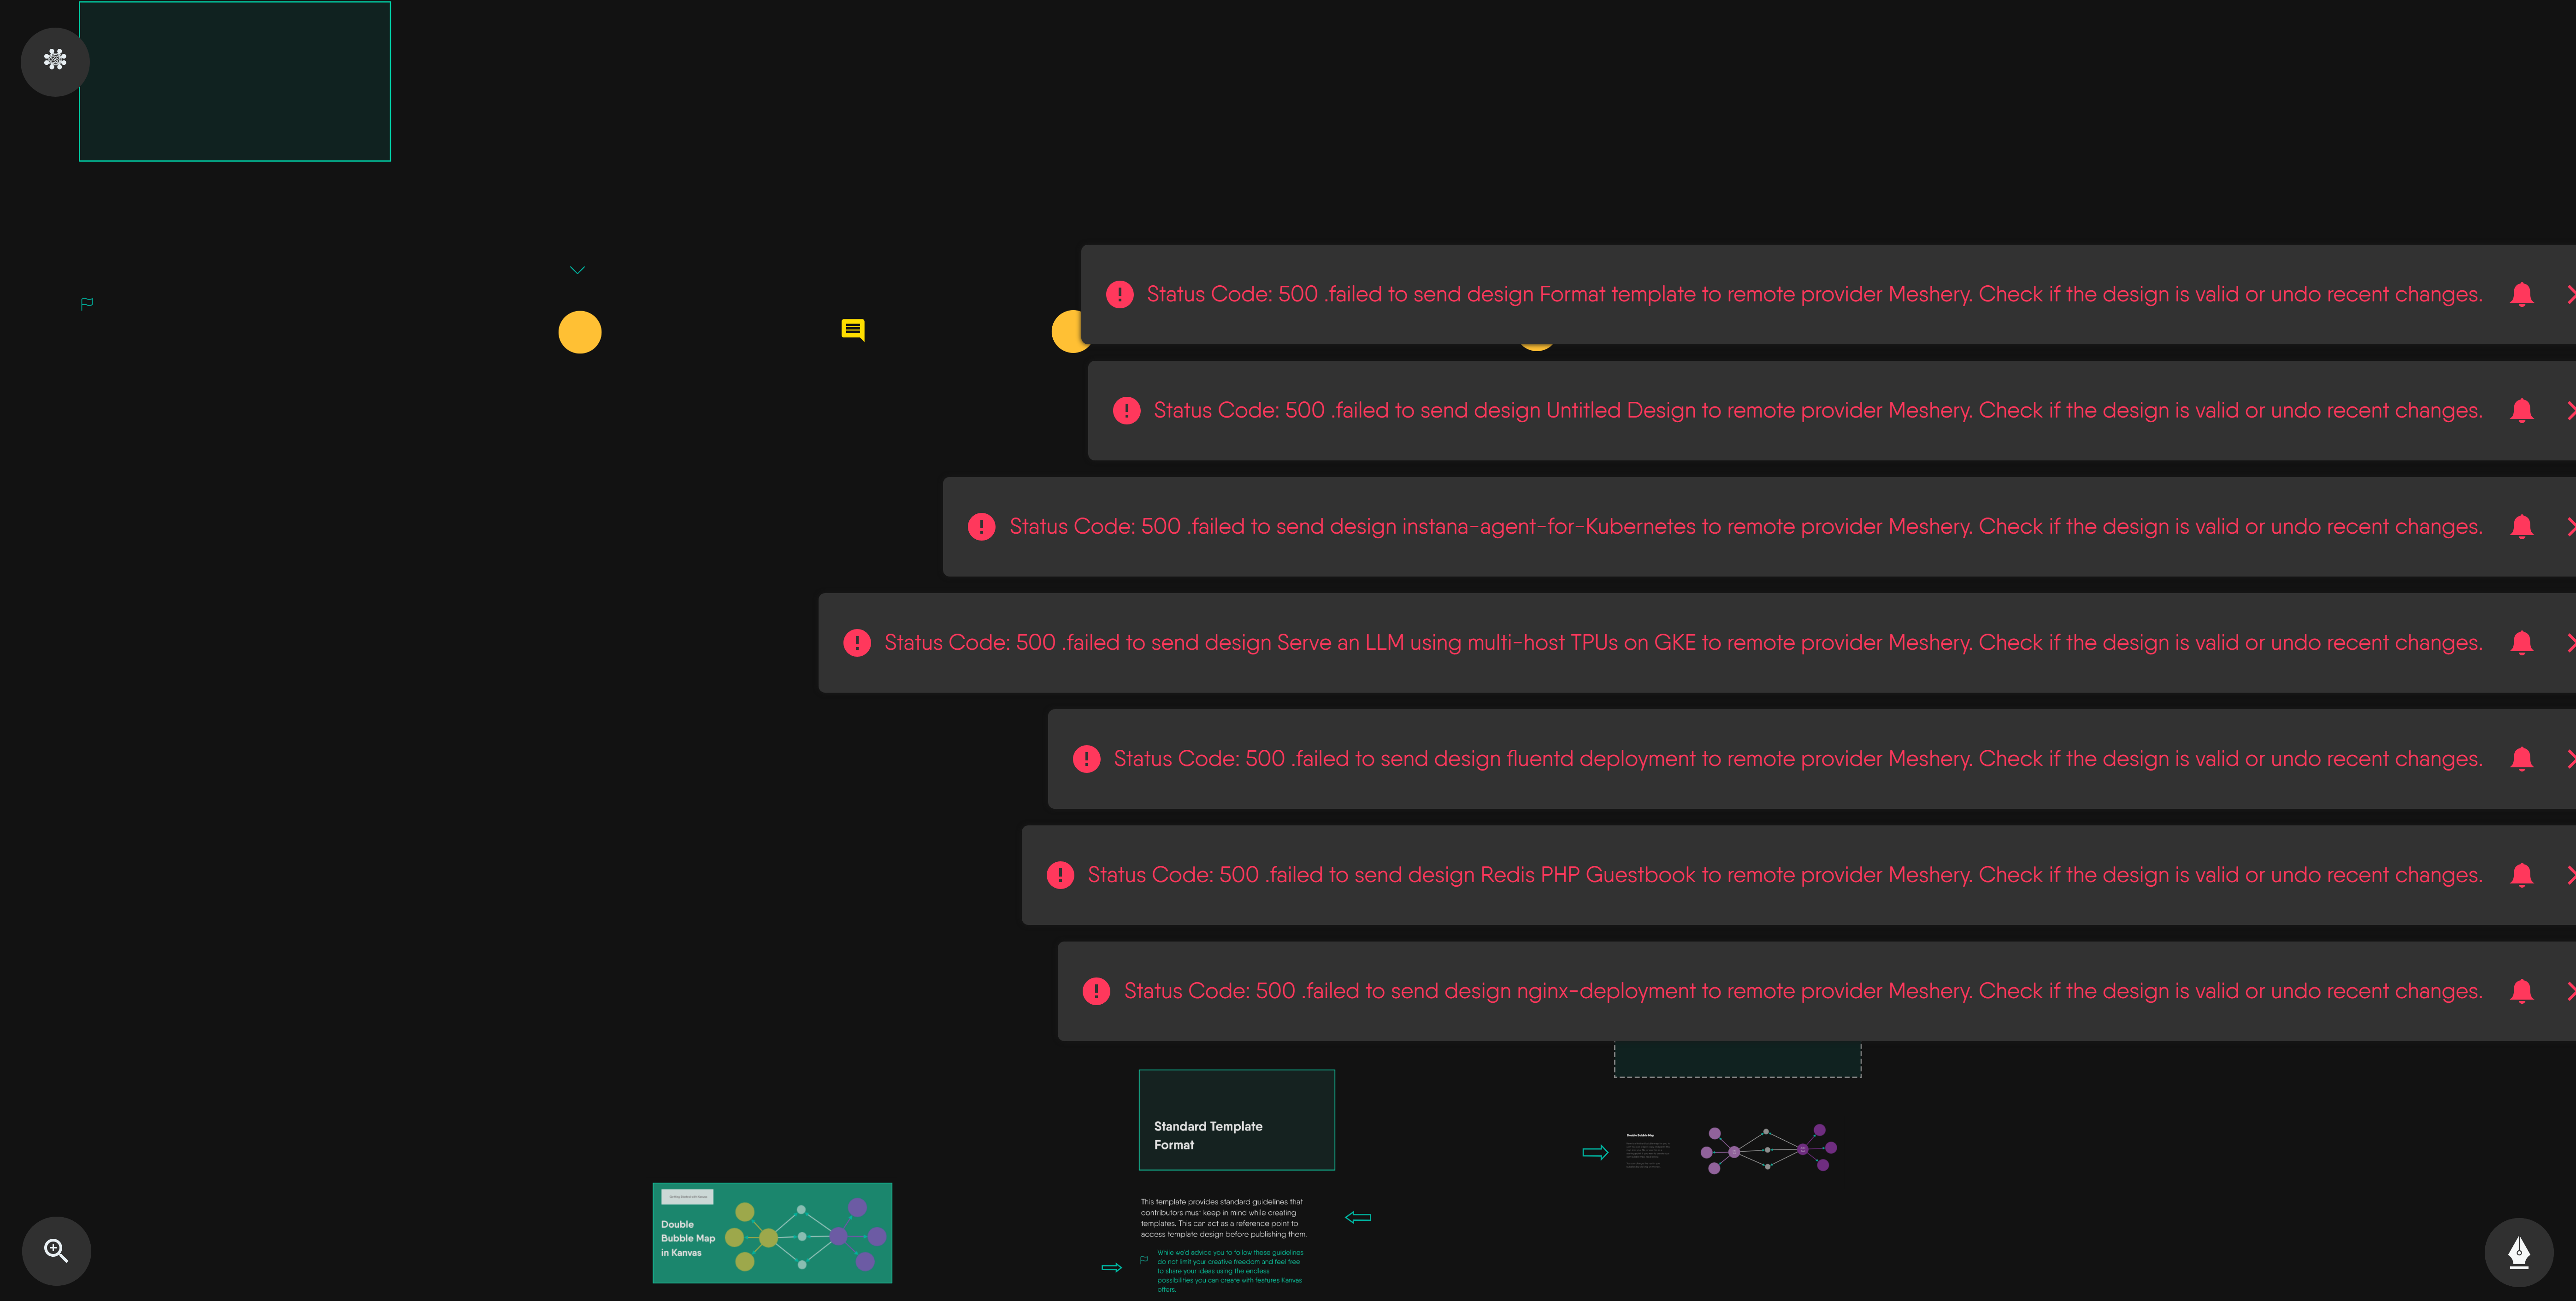 Status Code: 500 .failed to send design Format template to remote provider Meshery. Check if the design is valid or undo recent changes.
Status Code: 500 .failed to send design Untitled Design to remote provider Meshery. Check if the design is valid or undo recent changes.
Status Code: 500 .failed to send design instana-agent-for-Kubernetes to remote provider Meshery. Check if the design is valid or undo recent changes.
Status Code: 500 .failed to send design Serve an LLM using multi-host TPUs on GKE to remote provider Meshery. Check if the design is valid or undo recent changes.
Status Code: 500 .failed to send design fluentd deployment to remote provider Meshery. Check if the design is valid or undo recent changes.
Status Code: 500 .failed to send design Redis PHP Guestbook to remote provider Meshery. Check if the design is valid or undo recent changes.
Status Code: 500 .failed to send design nginx-deployment to remote provider Meshery. Check if the design is valid or undo recent changes.
Standard Template
Format
This template provides standard guidelines that
contributors must keep in mind while creating
templates. This can act as a reference point to
access template design before publishing them.
While we'd advice you to follow these guidelines
do not limit your creative freedom and feel free
to share your ideas using the endless
possibilities you can create with features Kanvas
offers.
Double
Bubble Map
in Kanvas
Double Bubble Map